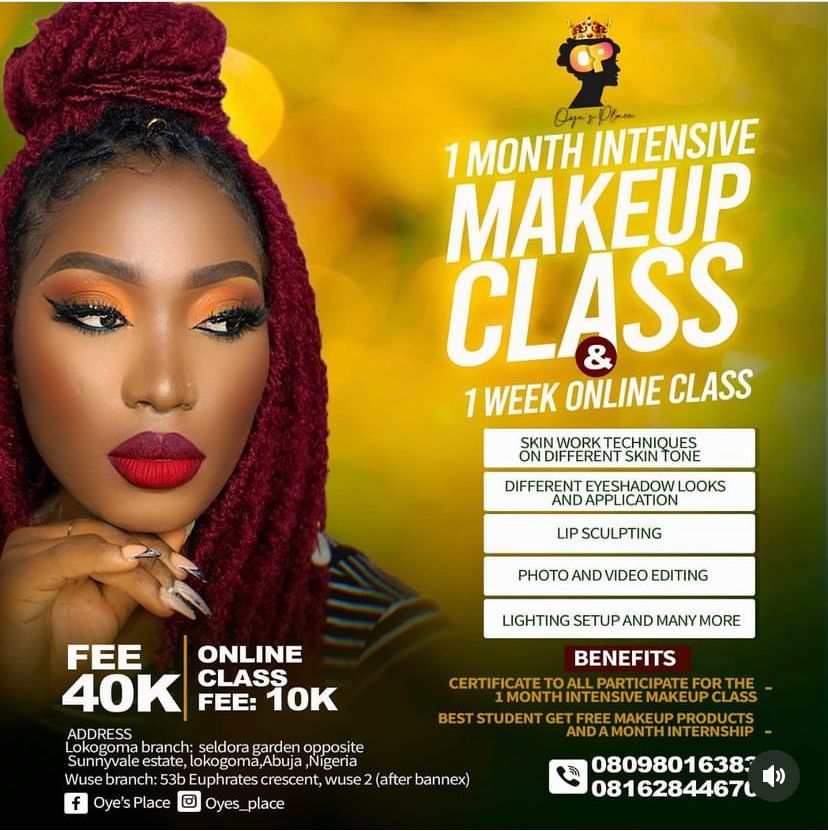 OP
Oye's Place
1 MONTH INTENSIVE
MAKEUP
CLASS
&
1 WEEK ONLINE CLASS
SKIN WORK TECHNIQUES
ON DIFFERENT SKIN TONE
DIFFERENT EYESHADOW LOOKS
AND APPLICATION
LIP SCULPTING
PHOTO AND VIDEO EDITING
LIGHTING SETUP AND MANY MORE
BENEFITS
CERTIFICATE TO ALL PARTICIPATE FOR THE -
1 MONTH INTENSIVE MAKEUP CLASS
BEST STUDENT GET FREE MAKEUP PRODUCTS
AND A MONTH INTERNSHIP -
FEE
40K
ONLINE
CLASS
FEE: 10K
ADDRESS
Lokogoma branch: seldora garden opposite
Sunnyvale estate, lokogoma,Abuja ,Nigeria
Wuse branch: 53b Euphrates crescent, wuse 2 (after bannex)
f Oye's Place Oyes_place
08098016383
0816284467